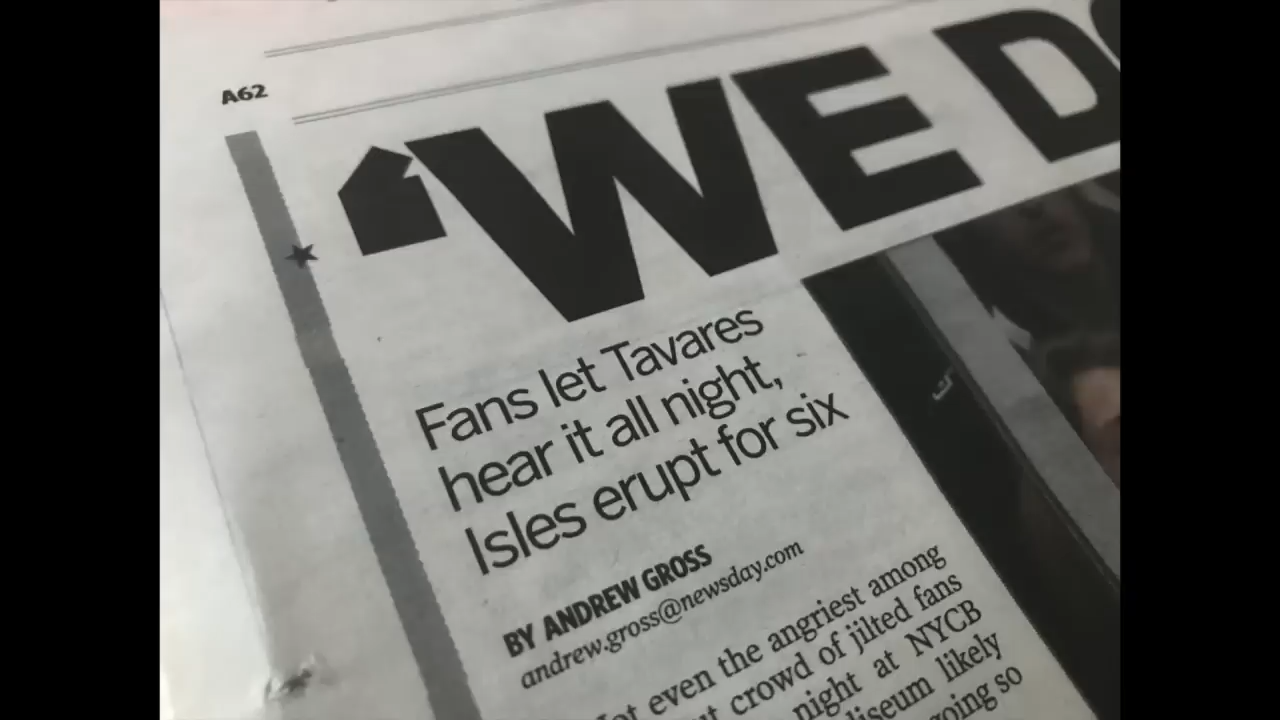 A62
‘WE D
Fans let Tavares
hear it all night,
Isles erupt for six
BY ANDREW GROSS
andrew.gross@newsday.com
even the angriest among
crowd of jilted fans
night at NYCB
likely
going so